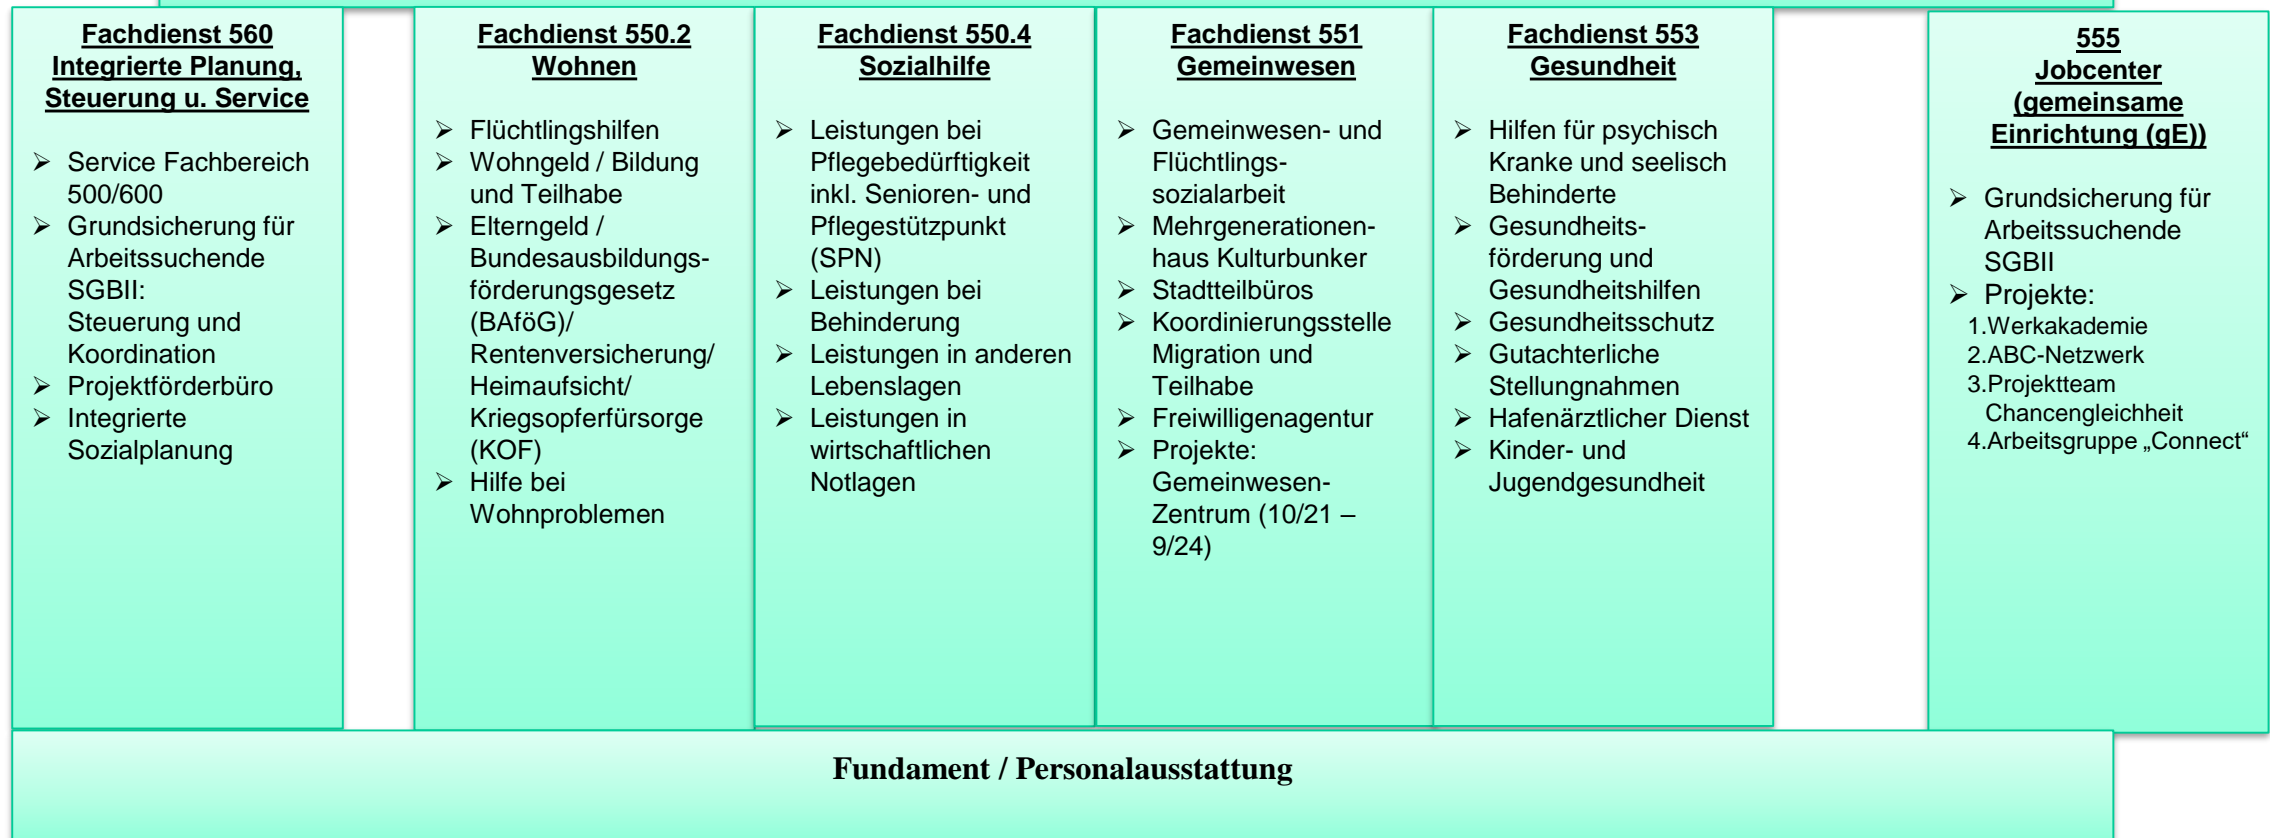 Fachdienst 560
Integrierte Planung,
Steuerung u. Service
➢ Service Fachbereich
500/600
➢ Grundsicherung für
Arbeitssuchende
SGBII:
Steuerung und
Koordination
➢ Projektförderbüro
➢ Integrierte
Sozialplanung
Fachdienst 550.2
Wohnen
➢ Flüchtlingshilfen
➢ Wohngeld / Bildung
und Teilhabe
➢ Elterngeld /
Bundesausbildungs-
förderungsgesetz
(BAföG)/
Rentenversicherung/
Heimaufsicht/
Kriegsopferfürsorge
(KOF)
➢ Hilfe bei
Wohnproblemen
Fachdienst 550.4
Sozialhilfe
➢ Leistungen bei
Pflegebedürftigkeit
inkl. Senioren- und
Pflegestützpunkt
(SPN)
➢ Leistungen bei
Behinderung
➢ Leistungen in anderen
Lebenslagen
➢ Leistungen in
wirtschaftlichen
Notlagen
Fachdienst 551
Gemeinwesen
➢ Gemeinwesen- und
Flüchtlings-
sozialarbeit
➢ Mehrgenerationen-
haus Kulturbunker
➢ Stadtteilbüros
➢ Koordinierungsstelle
Migration und
Teilhabe
➢ Freiwilligenagentur
➢ Projekte:
Gemeinwesen-
Zentrum (10/21 –
9/24)
Fachdienst 553
Gesundheit
➢ Hilfen für psychisch
Kranke und seelisch
Behinderte
➢ Gesundheits-
förderung und
Gesundheitshilfen
➢ Gesundheitsschutz
➢ Gutachterliche
Stellungnahmen
➢ Hafenärztlicher Dienst
➢ Kinder- und
Jugendgesundheit
555
Jobcenter
(gemeinsame
Einrichtung (gE))
➢ Grundsicherung für
Arbeitssuchende
SGBII
➢ Projekte:
1.Werkakademie
2.ABC-Netzwerk
3.Projektteam
Chancengleichheit
4.Arbeitsgruppe „Connect“
Fundament / Personalausstattung